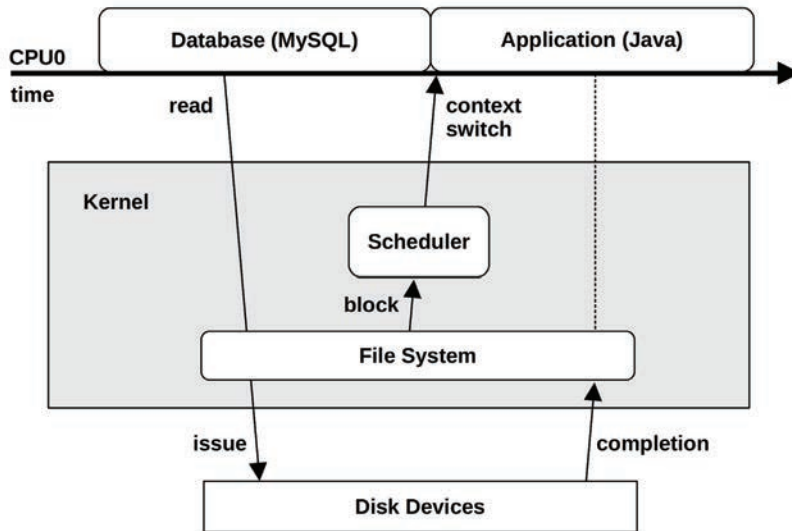 Database (MySQL)
Application (Java)
CPU0
time
read
context
switch
Kernel
Scheduler
block
File System
issue
completion
Disk Devices